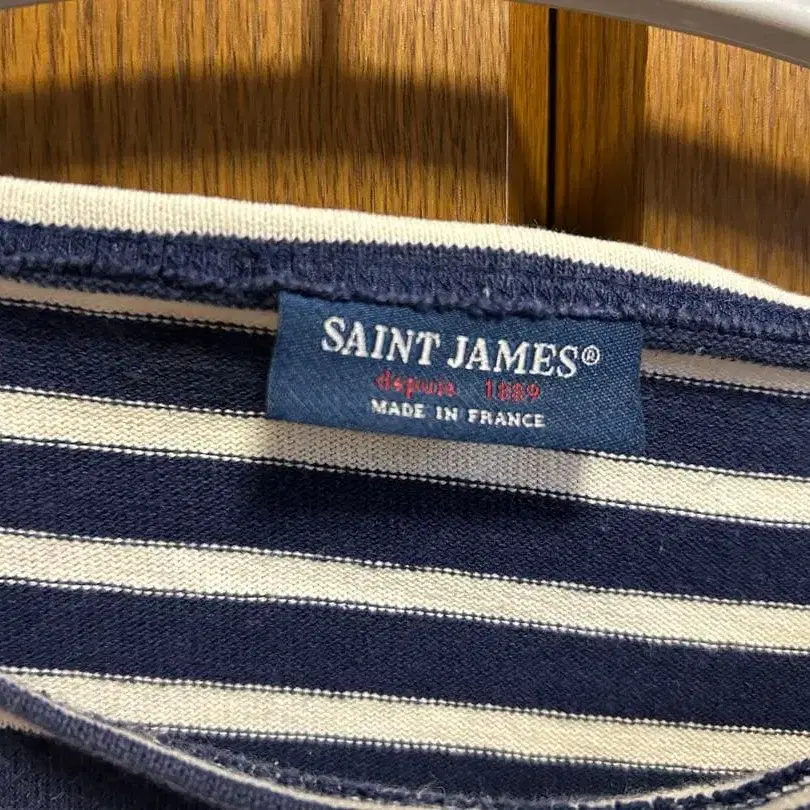 SAINT JAMES®
depuis 1889
MADE IN FRANCE